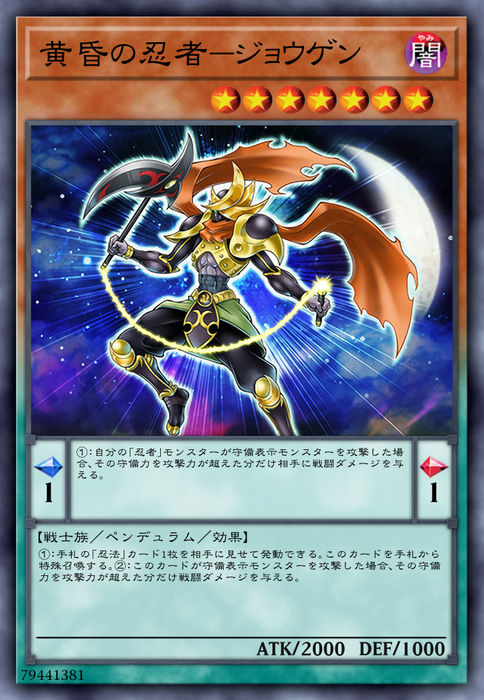 黄昏の忍者－ジョウゲン
やみ
闇
①：自分の「忍者」モンスターが守備表示モンスターを攻撃した場
合、その守備力を攻撃力が超えた分だけ相手に戦闘ダメージを与
える。
1
1
【戦士族／ペンデュラム／効果】
①：手札の「忍法」カード1枚を相手に見せて発動できる。このカードを手札から
特殊召喚する。②：このカードが守備表示モンスターを攻撃した場合、その守備
力を攻撃力が超えた分だけ戦闘ダメージを与える。
ATK/2000 DEF/1000
79441381